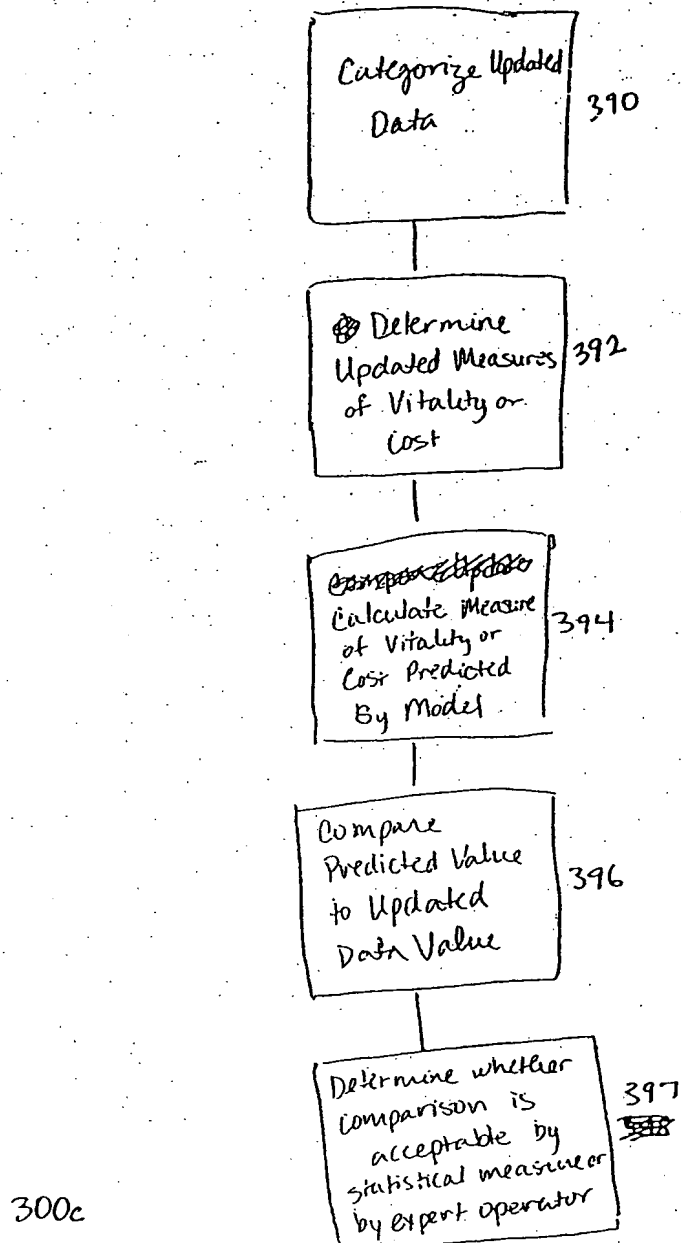 Categorize Updated
Data
390
Determine
Updated Measures
of Vitality or
Cost
392
Calculate Measure
of Vitality or
Cost Predicted
By Model
394
Compare
Predicted Value
to Updated
Data Value
396
Determine whether
comparison is
acceptable by
statistical measure or
by expert operator
397
300c